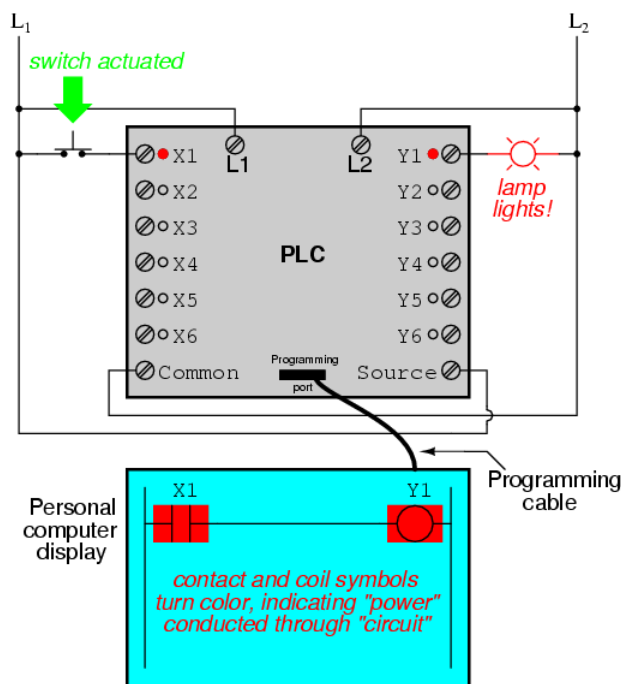 L1
L2
switch actuated
X1
L1
L2
Y1
X2
Y2
lamp
lights!
X3
Y3
X4
PLC
Y4
X5
Y5
X6
Y6
Common
Programming
port
Source
Programming
cable
Personal
computer
display
X1
Y1
contact and coil symbols
turn color, indicating "power"
conducted through "circuit"